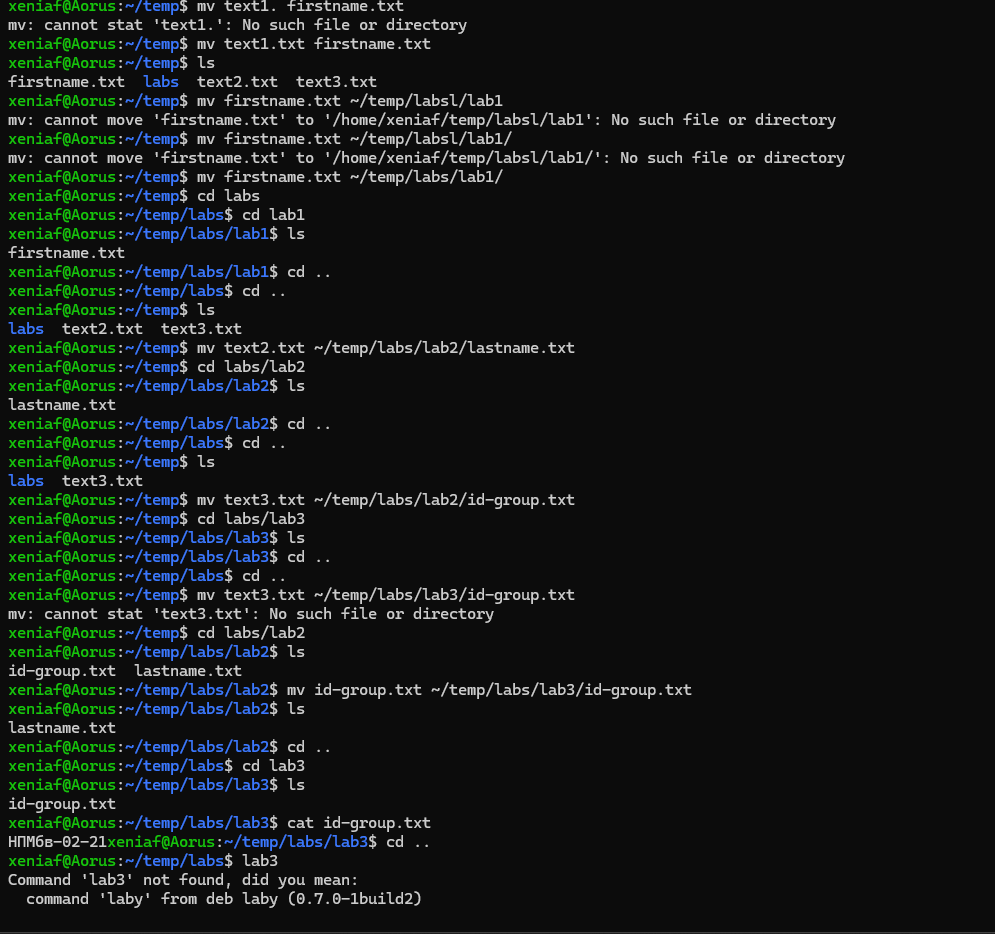 xeniaf@Aorus:~/temp$ mv text1. firstname.txt
mv: cannot stat 'text1.': No such file or directory
xeniaf@Aorus:~/temp$ mv text1.txt firstname.txt
xeniaf@Aorus:~/temp$ ls
firstname.txt  labs  text2.txt  text3.txt
xeniaf@Aorus:~/temp$ mv firstname.txt ~/temp/labsl/lab1
mv: cannot move 'firstname.txt' to '/home/xeniaf/temp/labsl/lab1': No such file or directory
xeniaf@Aorus:~/temp$ mv firstname.txt ~/temp/labsl/lab1/
mv: cannot move 'firstname.txt' to '/home/xeniaf/temp/labsl/lab1/': No such file or directory
xeniaf@Aorus:~/temp$ mv firstname.txt ~/temp/labs/lab1/
xeniaf@Aorus:~/temp$ cd labs
xeniaf@Aorus:~/temp/labs$ cd lab1
xeniaf@Aorus:~/temp/labs/lab1$ ls
firstname.txt
xeniaf@Aorus:~/temp/labs/lab1$ cd ..
xeniaf@Aorus:~/temp/labs$ cd ..
xeniaf@Aorus:~/temp$ ls
labs  text2.txt  text3.txt
xeniaf@Aorus:~/temp$ mv text2.txt ~/temp/labs/lab2/lastname.txt
xeniaf@Aorus:~/temp$ cd labs/lab2
xeniaf@Aorus:~/temp/labs/lab2$ ls
lastname.txt
xeniaf@Aorus:~/temp/labs/lab2$ cd ..
xeniaf@Aorus:~/temp/labs$ cd ..
xeniaf@Aorus:~/temp$ ls
labs  text3.txt
xeniaf@Aorus:~/temp$ mv text3.txt ~/temp/labs/lab2/id-group.txt
xeniaf@Aorus:~/temp$ cd labs/lab3
xeniaf@Aorus:~/temp/labs/lab3$ ls
xeniaf@Aorus:~/temp/labs/lab3$ cd ..
xeniaf@Aorus:~/temp/labs$ cd ..
xeniaf@Aorus:~/temp$ mv text3.txt ~/temp/labs/lab3/id-group.txt
mv: cannot stat 'text3.txt': No such file or directory
xeniaf@Aorus:~/temp$ cd labs/lab2
xeniaf@Aorus:~/temp/labs/lab2$ ls
id-group.txt  lastname.txt
xeniaf@Aorus:~/temp/labs/lab2$ mv id-group.txt ~/temp/labs/lab3/id-group.txt
xeniaf@Aorus:~/temp/labs/lab2$ ls
lastname.txt
xeniaf@Aorus:~/temp/labs/lab2$ cd ..
xeniaf@Aorus:~/temp/labs$ cd lab3
xeniaf@Aorus:~/temp/labs/lab3$ ls
id-group.txt
xeniaf@Aorus:~/temp/labs/lab3$ cat id-group.txt
НПМбв-02-21xeniaf@Aorus:~/temp/labs/lab3$ cd ..
xeniaf@Aorus:~/temp/labs$ lab3
Command 'lab3' not found, did you mean:
  command 'laby' from deb laby (0.7.0-1build2)